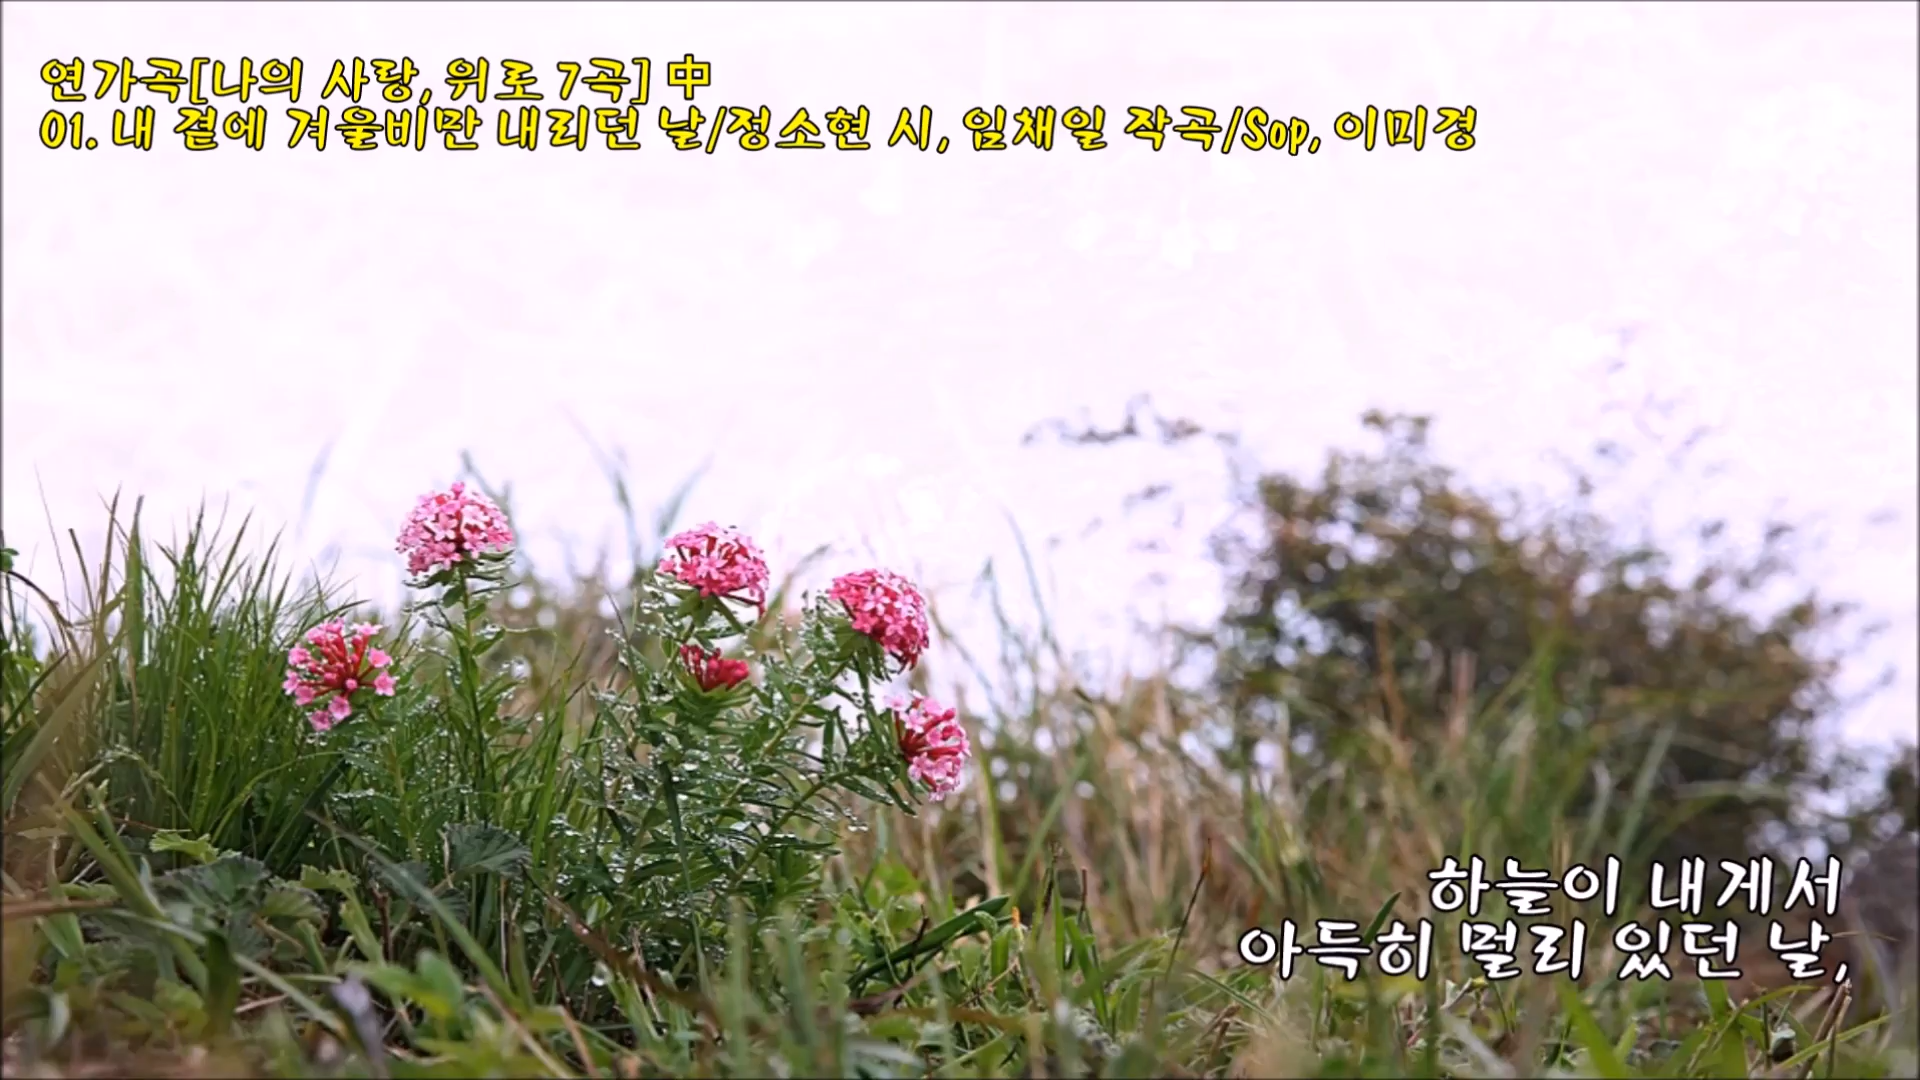 연가곡[나의 사랑, 위로 7곡] 中
01. 내 곁에 겨울비만 내리던 날/정소현 시, 임채일 작곡/Sop, 이미경
하늘이 내게서
아득히 멀리 있던 날,